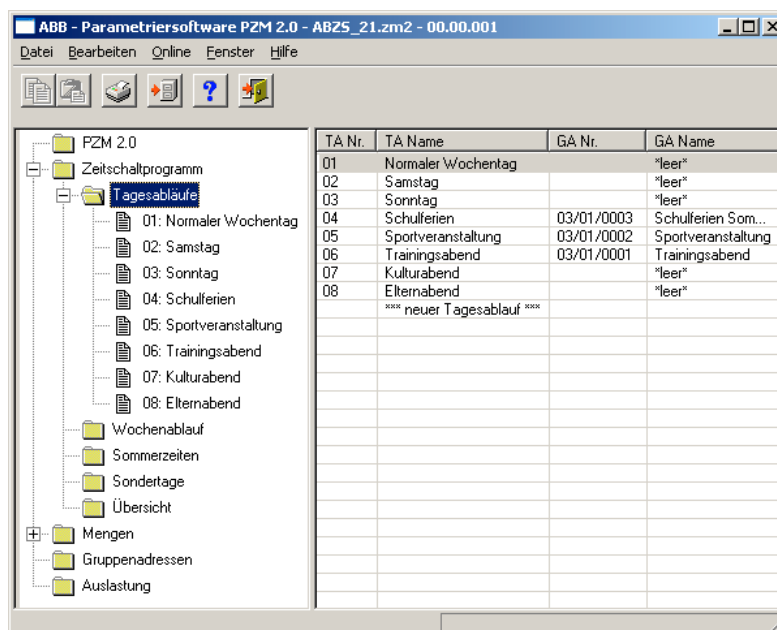 ABB - Parametriersoftware PZM 2.0 - ABZS_21.zm2 - 00.00.001
Datei Bearbeiten Online Fenster Hilfe
PZM 2.0
Zeitschaltprogramm
Tagesabläufe
01: Normaler Wochentag
02: Samstag
03: Sonntag
04: Schulferien
05: Sportveranstaltung
06: Trainingsabend
07: Kulturabend
08: Elternabend
Wochenablauf
Sommerzeiten
Sondertage
Übersicht
Mengen
Gruppenadressen
Auslastung
TA Nr. TA Name GA Nr. GA Name
01 Normaler Wochentag *leer*
02 Samstag *leer*
03 Sonntag *leer*
04 Schulferien 03/01/0003 Schulferien Som...
05 Sportveranstaltung 03/01/0002 Sportveranstaltung
06 Trainingsabend 03/01/0001 Trainingsabend
07 Kulturabend *leer*
08 Elternabend *leer*
*** neuer Tagesablauf ***